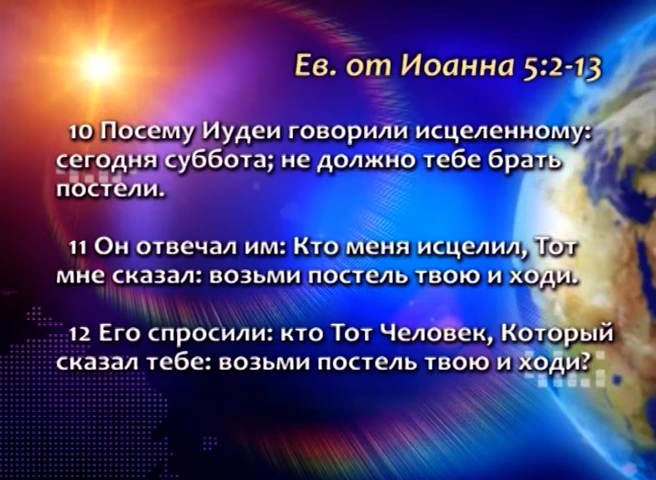 Ев. от Иоанна 5:2-13
10 Посему Иудеи говорили исцеленному:
сегодня суббота; не должно тебе брать
постели.
11 Он отвечал им: Кто меня исцелил, Тот
мне сказал: возьми постель твою и ходи.
12 Его спросили: кто Тот Человек, Который
сказал тебе: возьми постель твою и ходи?